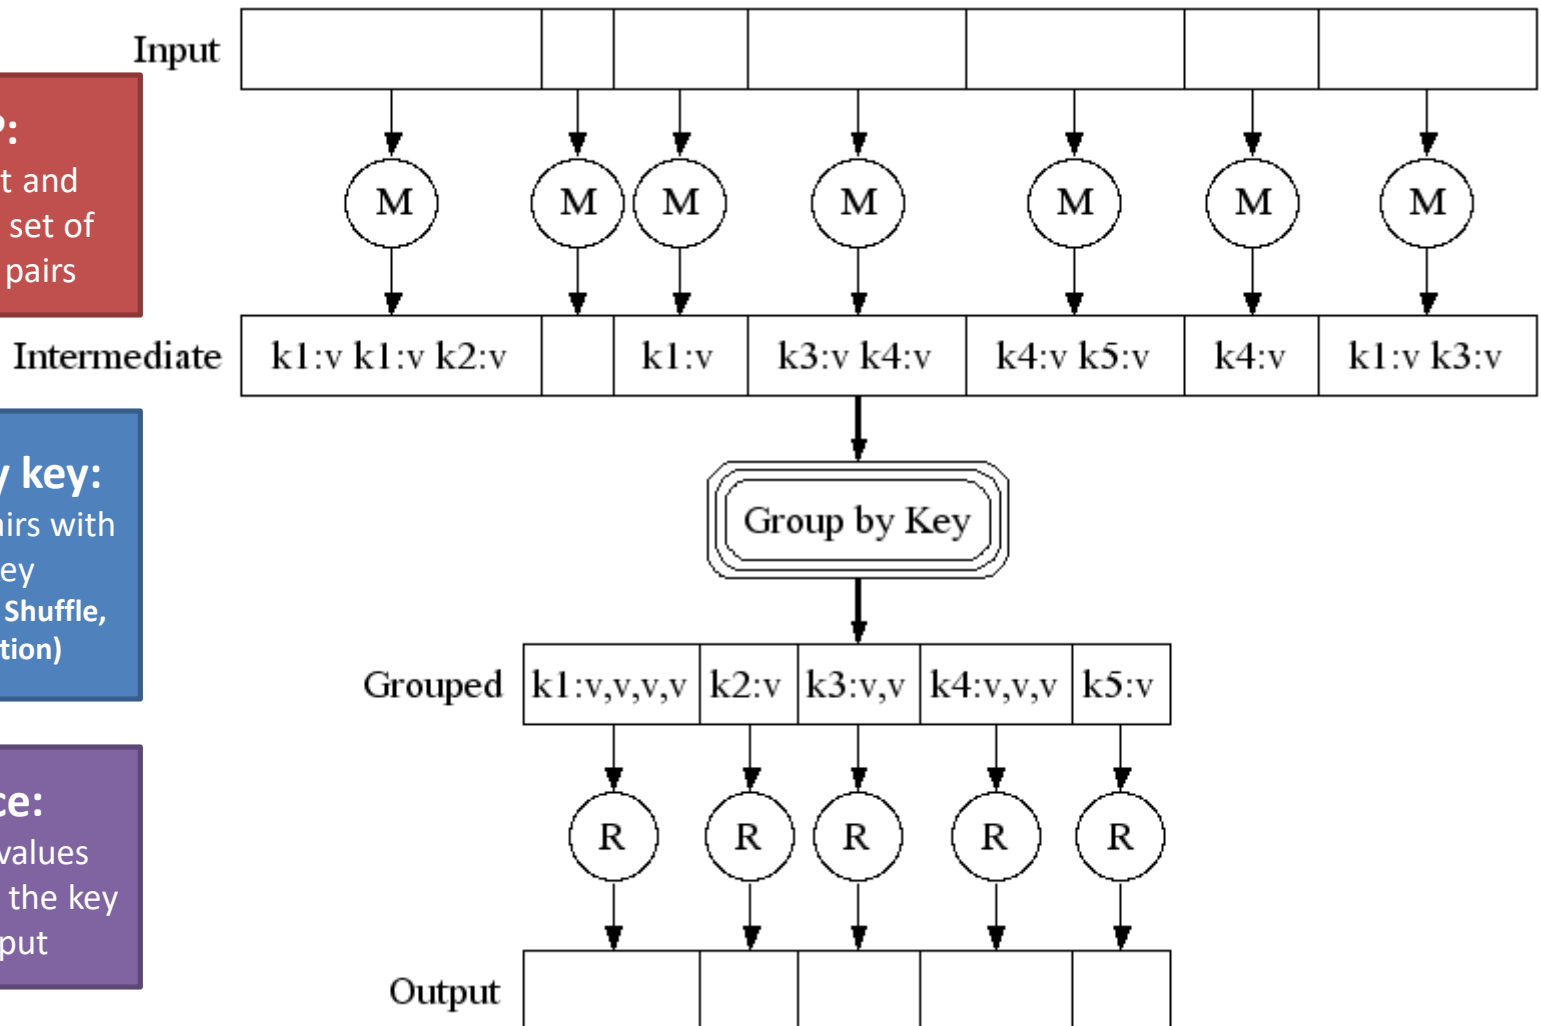 Input
P:
t and
set of
pairs
M M M M M M M
Intermediate k1:v k1:v k2:v k1:v k3:v k4:v k4:v k5:v k4:v k1:v k3:v
y key:
airs with
ey
Shuffle,
tion)
Group by Key
Grouped k1:v,v,v,v k2:v k3:v,v k4:v,v,v k5:v
ce:
values
the key
put
R R R R R
Output